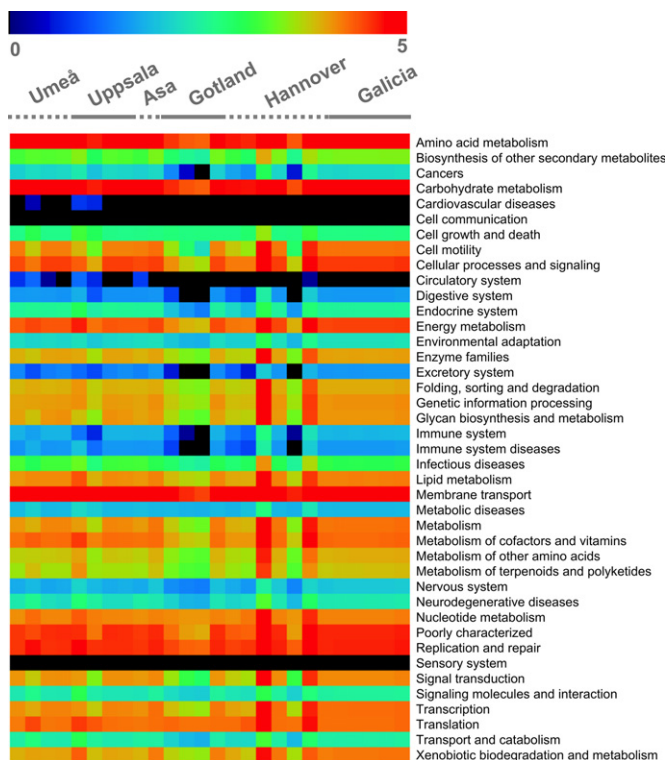 0
5
Umeå
Uppsala
Asa
Gotland
Hannover
Galicia
Amino acid metabolism
Biosynthesis of other secondary metabolites
Cancers
Carbohydrate metabolism
Cardiovascular diseases
Cell communication
Cell growth and death
Cell motility
Cellular processes and signaling
Circulatory system
Digestive system
Endocrine system
Energy metabolism
Environmental adaptation
Enzyme families
Excretory system
Folding, sorting and degradation
Genetic information processing
Glycan biosynthesis and metabolism
Immune system
Immune system diseases
Infectious diseases
Lipid metabolism
Membrane transport
Metabolic diseases
Metabolism
Metabolism of cofactors and vitamins
Metabolism of other amino acids
Metabolism of terpenoids and polyketides
Nervous system
Neurodegenerative diseases
Nucleotide metabolism
Poorly characterized
Replication and repair
Sensory system
Signal transduction
Signaling molecules and interaction
Transcription
Translation
Transport and catabolism
Xenobiotic biodegradation and metabolism